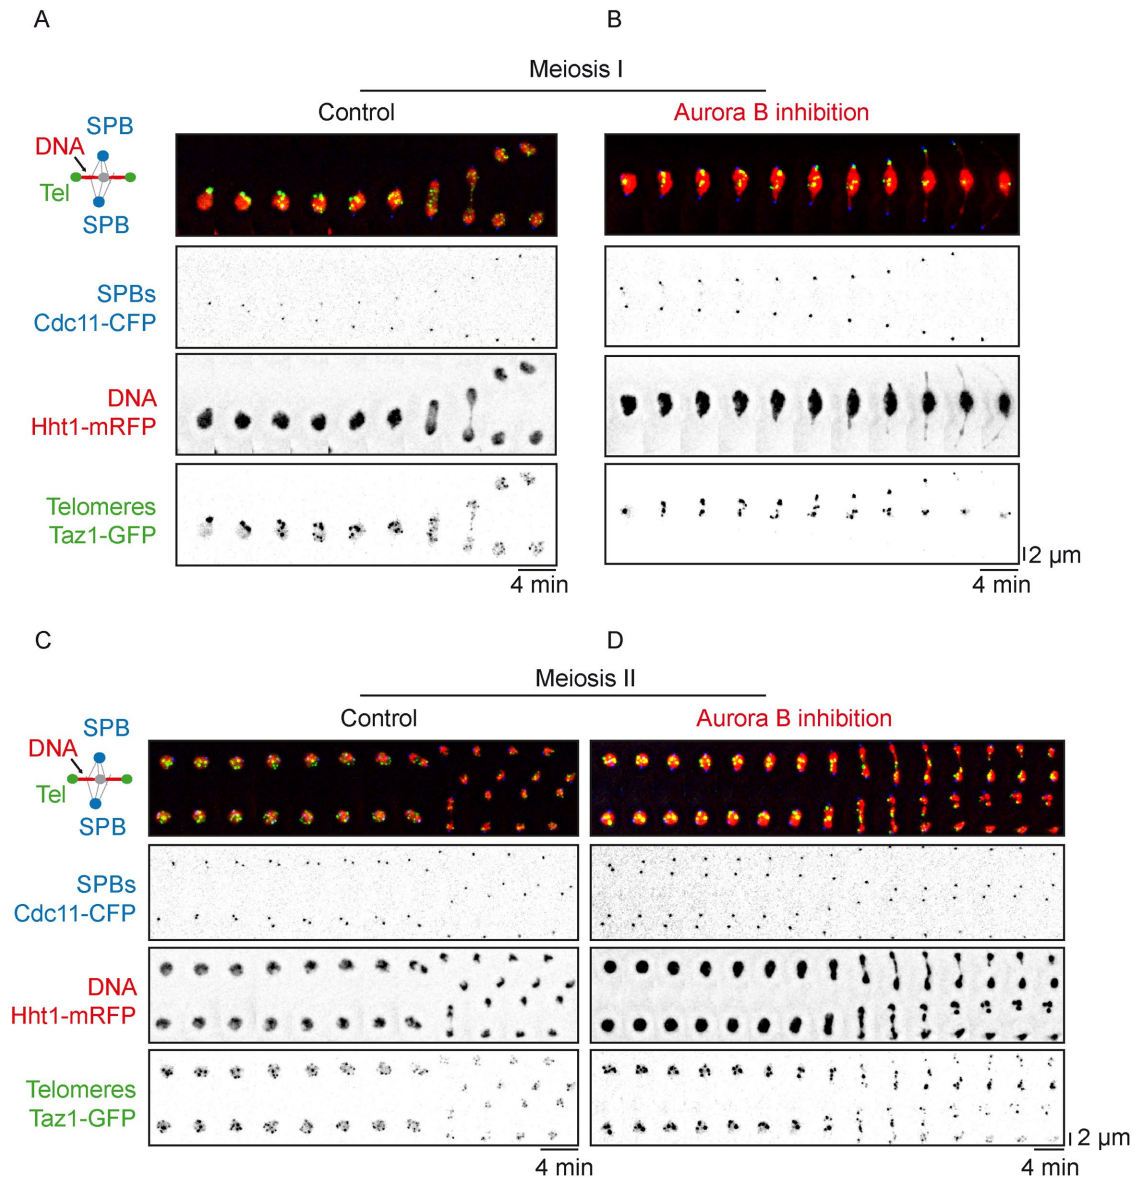 A
B
Meiosis I
Control
Aurora B inhibition
SPB
DNA
Tel
SPB
SPBs
Cdc11-CFP
DNA
Hht1-mRFP
Telomeres
Taz1-GFP
2 µm
4 min
4 min
C
D
Meiosis II
Control
Aurora B inhibition
SPB
DNA
Tel
SPB
SPBs
Cdc11-CFP
DNA
Hht1-mRFP
Telomeres
Taz1-GFP
2 µm
4 min
4 min